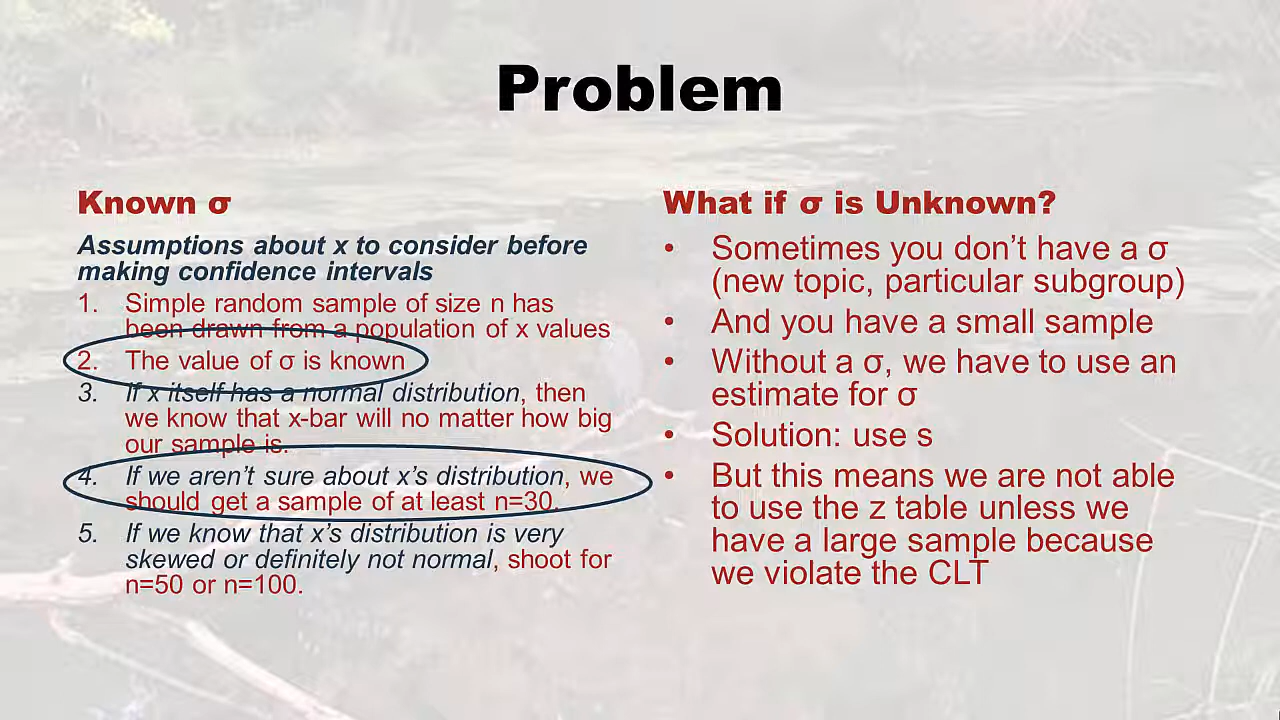 Problem
Known σ
Assumptions about x to consider before
making confidence intervals
1. Simple random sample of size n has
been drawn from a population of x values
2. The value of σ is known
3. If x itself has a normal distribution, then
we know that x-bar will no matter how big
our sample is.
4. If we aren’t sure about x’s distribution, we
should get a sample of at least n=30.
5. If we know that x’s distribution is very
skewed or definitely not normal, shoot for
n=50 or n=100.
What if σ is Unknown?
• Sometimes you don’t have a σ
(new topic, particular subgroup)
• And you have a small sample
• Without a σ, we have to use an
estimate for σ
• Solution: use s
• But this means we are not able
to use the z table unless we
have a large sample because
we violate the CLT